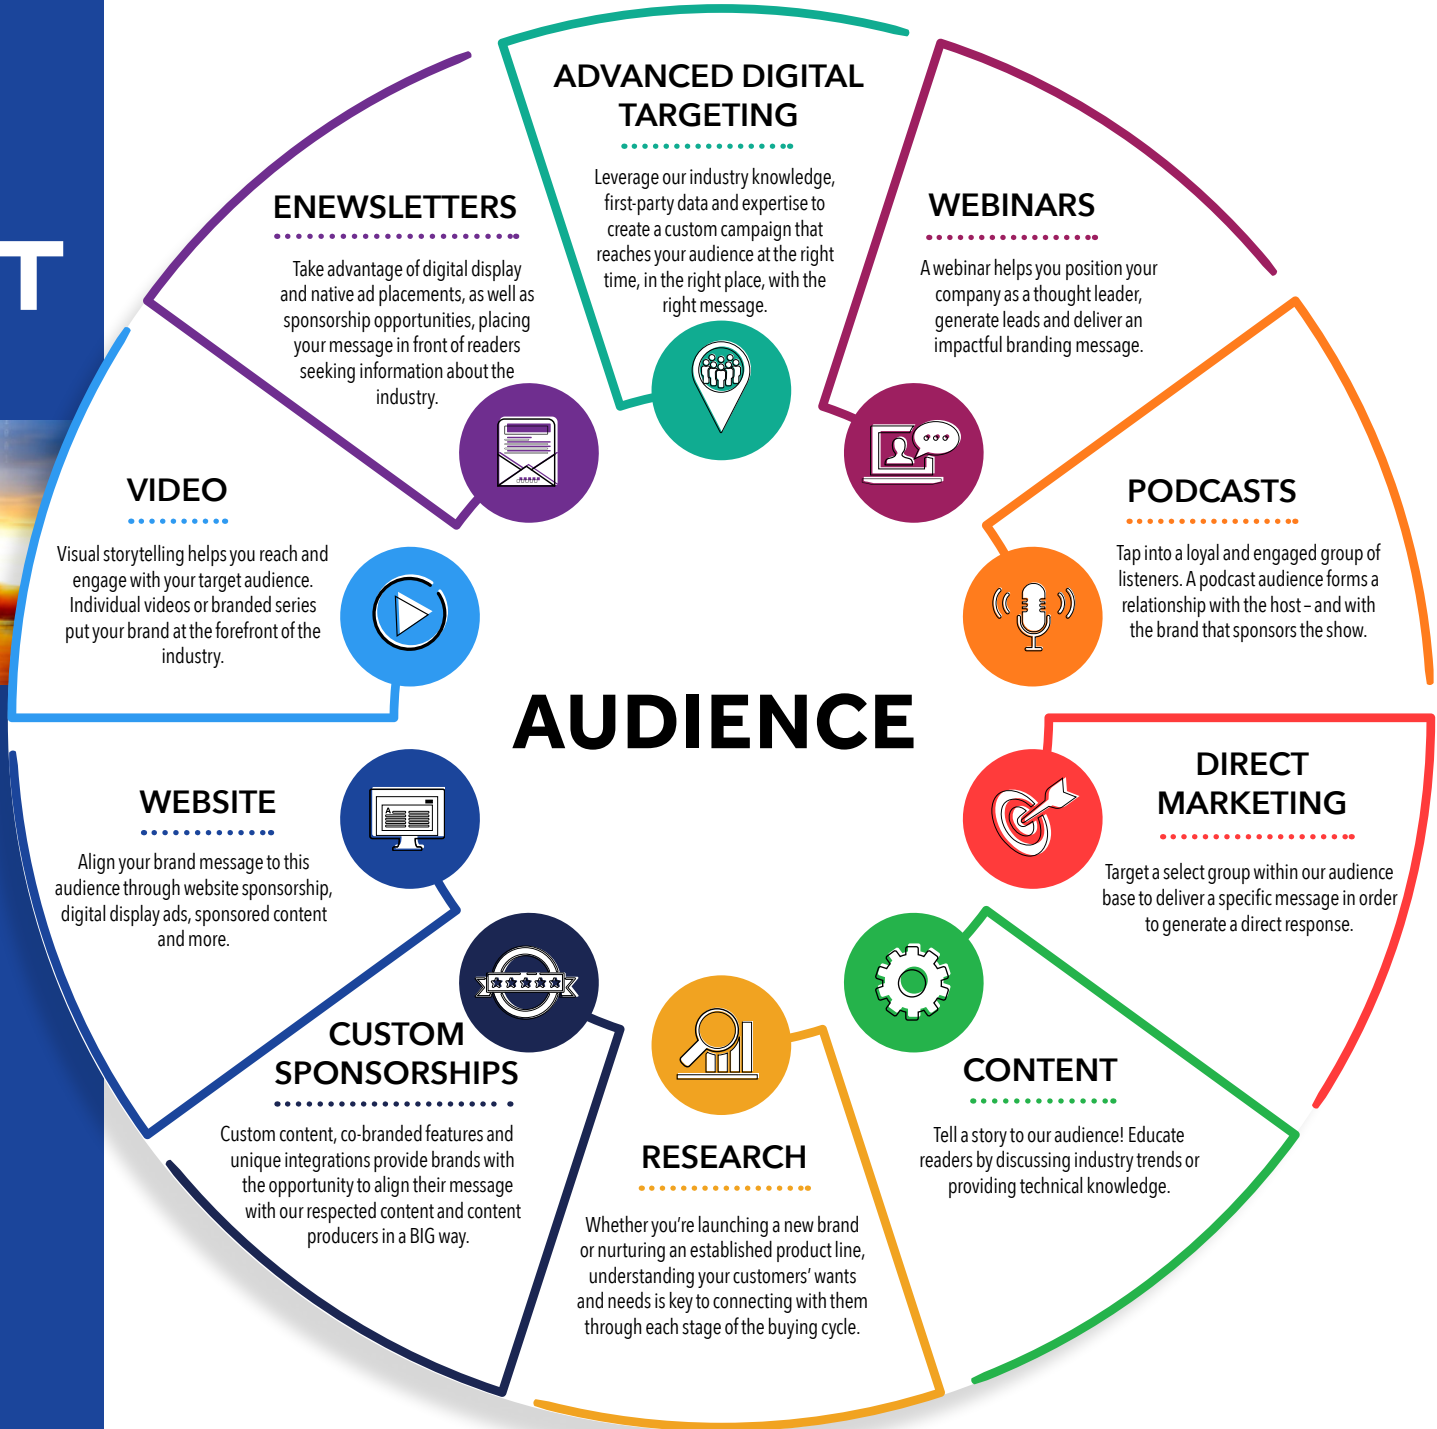 T
ADVANCED DIGITAL
TARGETING
Leverage our industry knowledge,
first-party data and expertise to
create a custom campaign that
reaches your audience at the right
time, in the right place, with the
right message.
WEBINARS
A webinar helps you position your
company as a thought leader,
generate leads and deliver an
impactful branding message.
PODCASTS
Tap into a loyal and engaged group of
listeners. A podcast audience forms a
relationship with the host – and with
the brand that sponsors the show.
DIRECT
MARKETING
Target a select group within our audience
base to deliver a specific message in order
to generate a direct response.
CONTENT
Tell a story to our audience! Educate
readers by discussing industry trends or
providing technical knowledge.
RESEARCH
Whether you’re launching a new brand
or nurturing an established product line,
understanding your customers’ wants
and needs is key to connecting with them
through each stage of the buying cycle.
CUSTOM
SPONSORSHIPS
Custom content, co-branded features and
unique integrations provide brands with
the opportunity to align their message
with our respected content and content
producers in a BIG way.
WEBSITE
Align your brand message to this
audience through website sponsorship,
digital display ads, sponsored content
and more.
VIDEO
Visual storytelling helps you reach and
engage with your target audience.
Individual videos or branded series
put your brand at the forefront of the
industry.
ENEWSLETTERS
Take advantage of digital display
and native ad placements, as well as
sponsorship opportunities, placing
your message in front of readers
seeking information about the
industry.
AUDIENCE
A